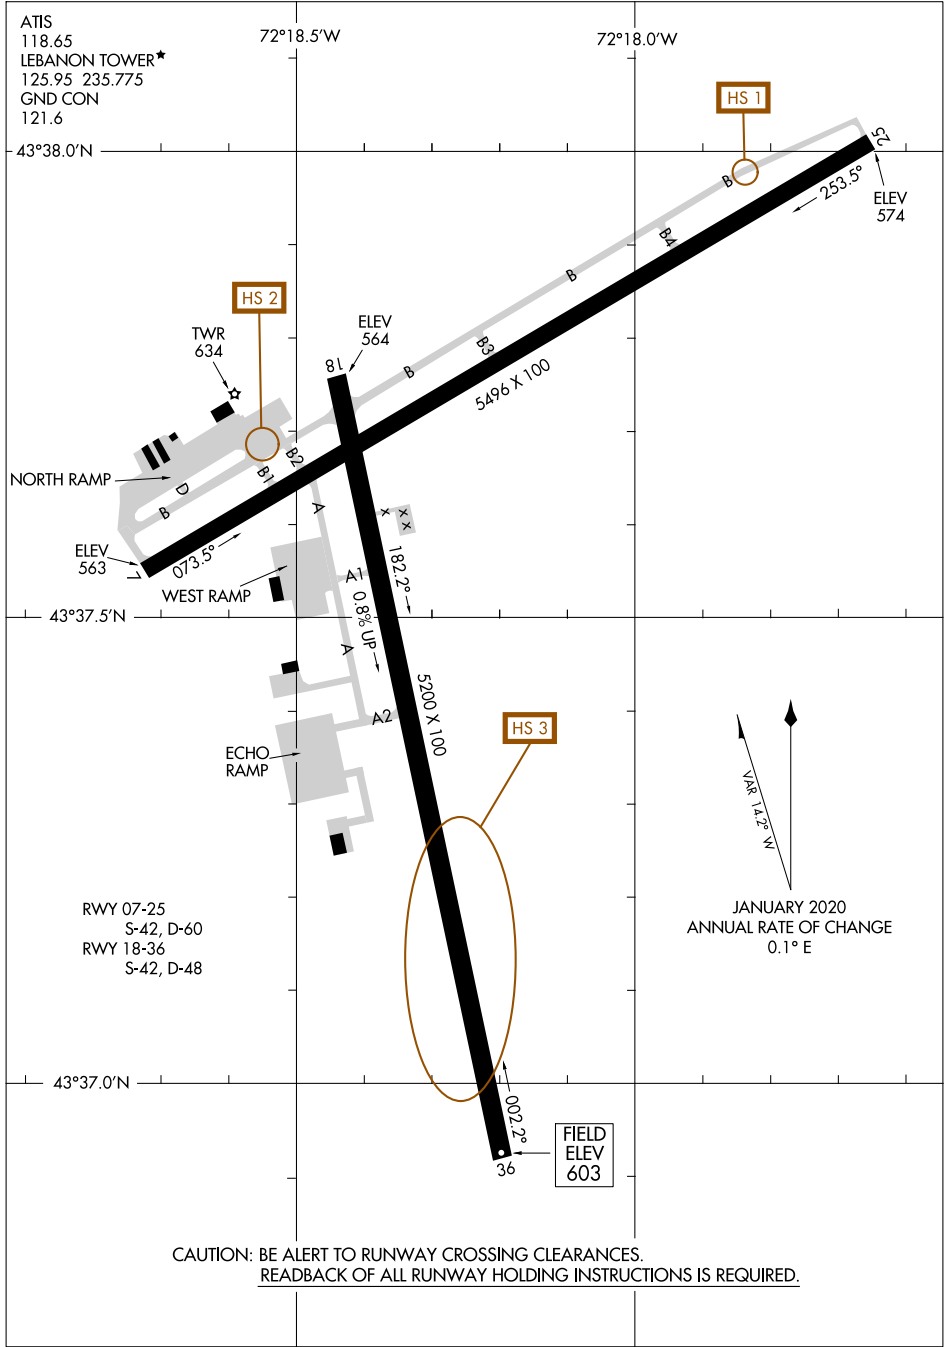 ATIS
118.65
LEBANON TOWER★
125.95 235.775
GND CON
121.6
72°18.5'W
72°18.0'W
HS 1
43°38.0'N
25
B
253.5°
ELEV
574
B4
B
HS 2
ELEV
564
TWR
634
18
B3
B
5496 X 100
B2
B1
NORTH RAMP
D
A
B
X
X X
ELEV
563
7
073.5°
182.2°
WEST RAMP
A1
0.8% UP
43°37.5'N
A
5200 X 100
A2
HS 3
ECHO
RAMP
VAR 14.2° W
RWY 07-25
S-42, D-60
RWY 18-36
S-42, D-48
JANUARY 2020
ANNUAL RATE OF CHANGE
0.1° E
43°37.0'N
002.2°
36
FIELD
ELEV
603
CAUTION: BE ALERT TO RUNWAY CROSSING CLEARANCES.
READBACK OF ALL RUNWAY HOLDING INSTRUCTIONS IS REQUIRED.